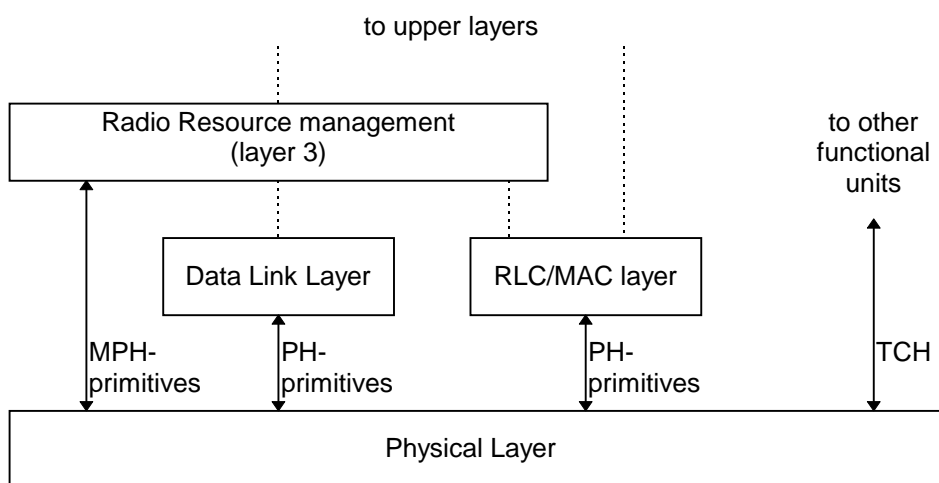 to upper layers
Radio Resource management
(layer 3)
to other
functional
units
Data Link Layer
RLC/MAC layer
MPH-
primitives
PH-
primitives
PH-
primitives
TCH
Physical Layer